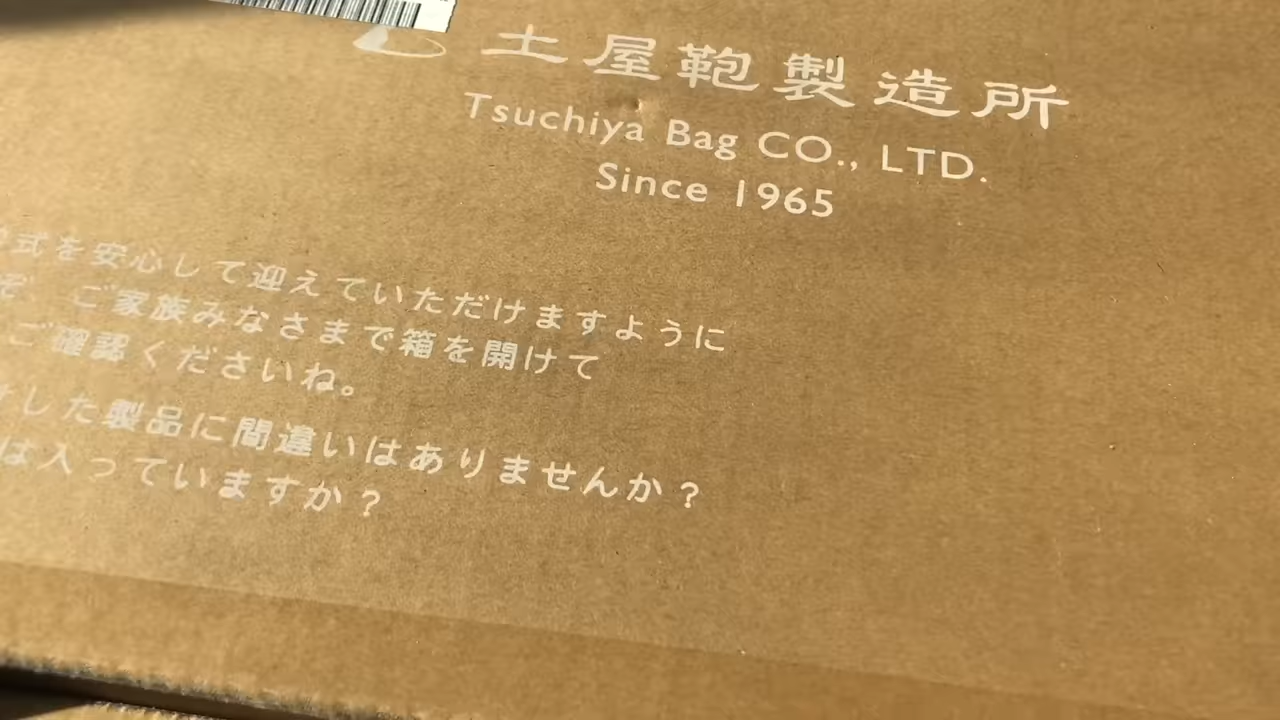 土屋鞄製造所
Tsuchiya Bag CO., LTD.
Since 1965
式を安心して迎えていただけますように
ご家族みなさまで箱を開けて
ご確認くださいね。
した製品に間違いはありませんか？
は入っていますか？